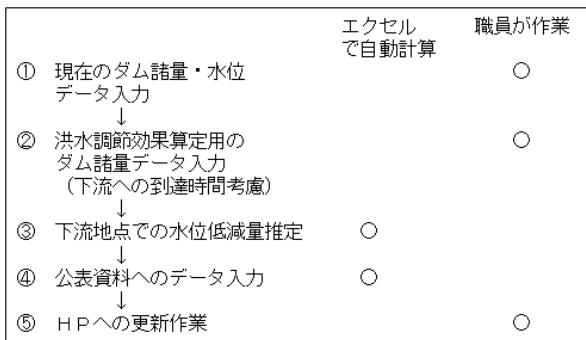 エクセル 職員が作業
で自動計算
① 現在のダム諸量・水位 ○
データ入力
↓
② 洪水調節効果算定用の ○
ダム諸量データ入力
(下流への到達時間考慮)
↓
③ 下流地点での水位低減量推定 ○
↓
④ 公表資料へのデータ入力 ○
↓
⑤ HPへの更新作業 ○